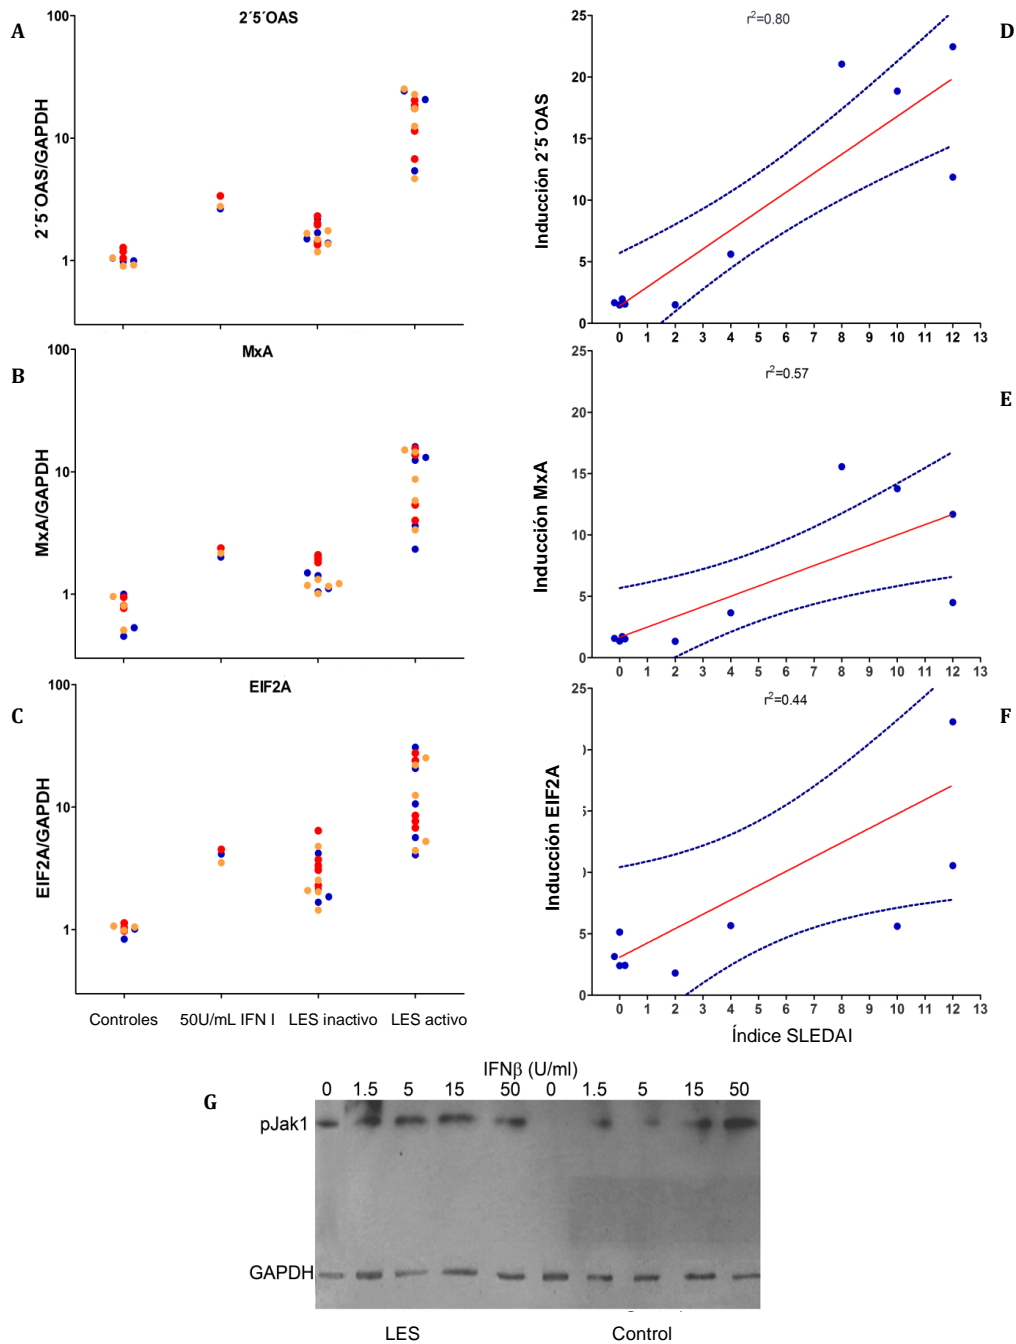 A
2´5´OAS
2´5´OAS/GAPDH
100
10
1
r²=0.80
D
Inducción 2´5´OAS
25
20
15
10
5
0
0 1 2 3 4 5 6 7 8 9 10 11 12 13
B
MxA
MxA/GAPDH
100
10
1
r²=0.57
E
Inducción MxA
25
20
15
10
5
0
0 1 2 3 4 5 6 7 8 9 10 11 12 13
C
EIF2A
EIF2A/GAPDH
100
10
1
Controles 50U/mL IFN I LES inactivo LES activo
r²=0.44
F
Inducción EIF2A
25
0
5
0
5
0
0 1 2 3 4 5 6 7 8 9 10 11 12 13
Índice SLEDAI
G
IFNβ (U/ml)
0 1.5 5 15 50 0 1.5 5 15 50
pJak1
GAPDH
LES Control